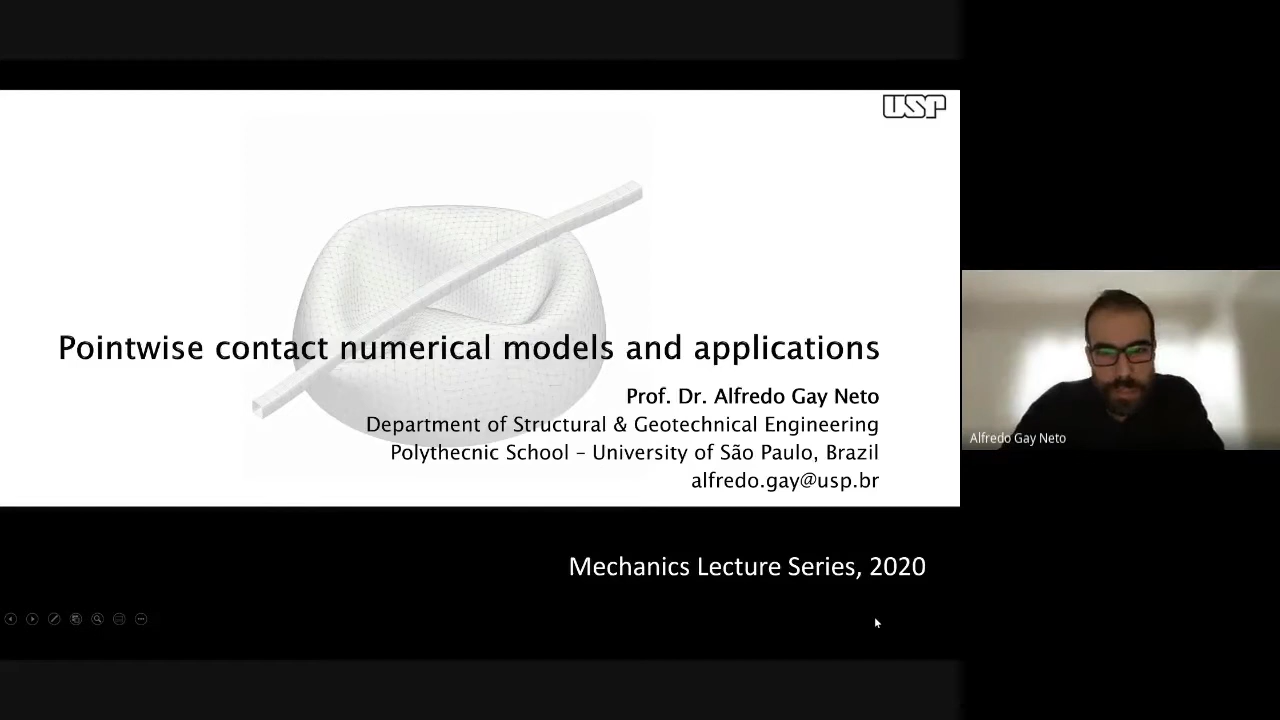 USP
Pointwise contact numerical models and applications
Prof. Dr. Alfredo Gay Neto
Department of Structural & Geotechnical Engineering
Polythecnic School – University of São Paulo, Brazil
alfredo.gay@usp.br
Alfredo Gay Neto
Mechanics Lecture Series, 2020